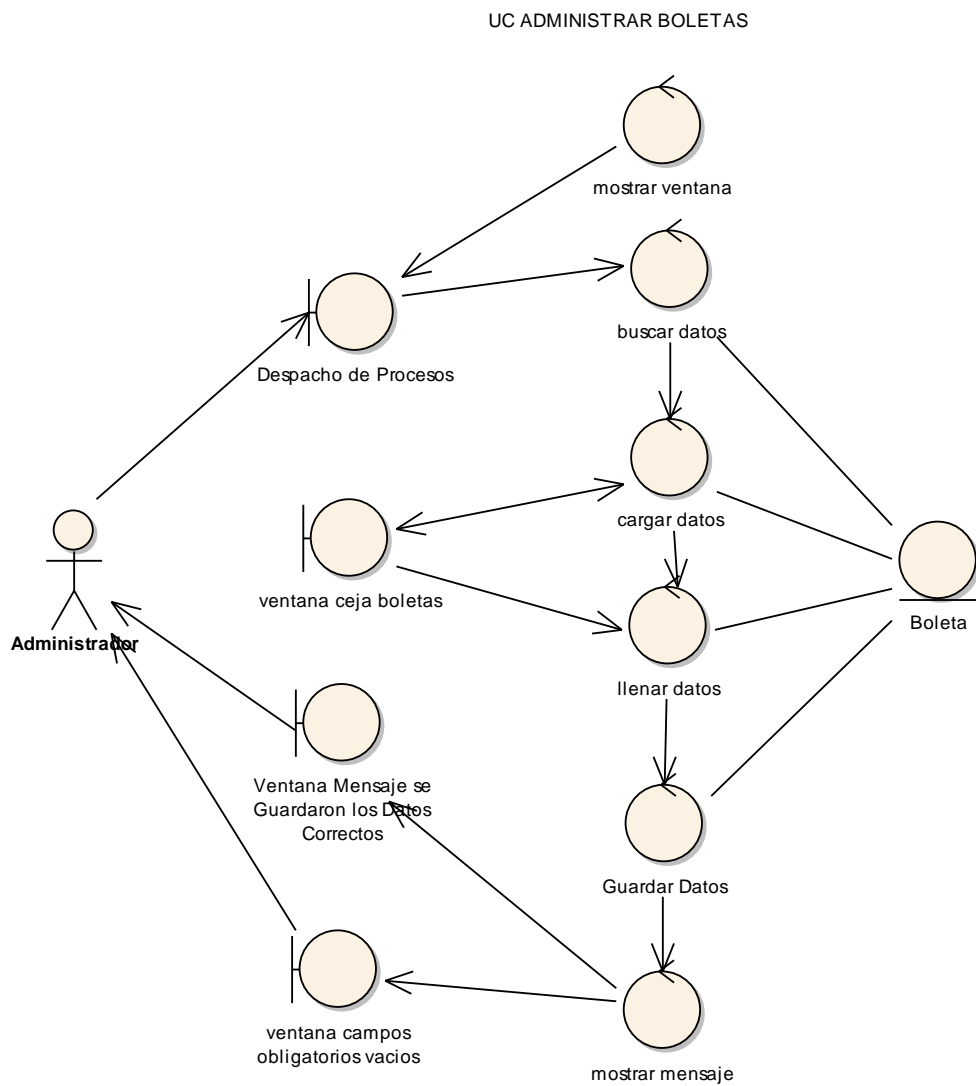 UC ADMINISTRAR BOLETAS
mostrar ventana
buscar datos
Despacho de Procesos
cargar datos
ventana ceja boletas
Boleta
Administrador
llenar datos
Ventana Mensaje se
Guardaron los Datos
Correctos
Guardar Datos
ventana campos
obligatorios vacios
mostrar mensaje